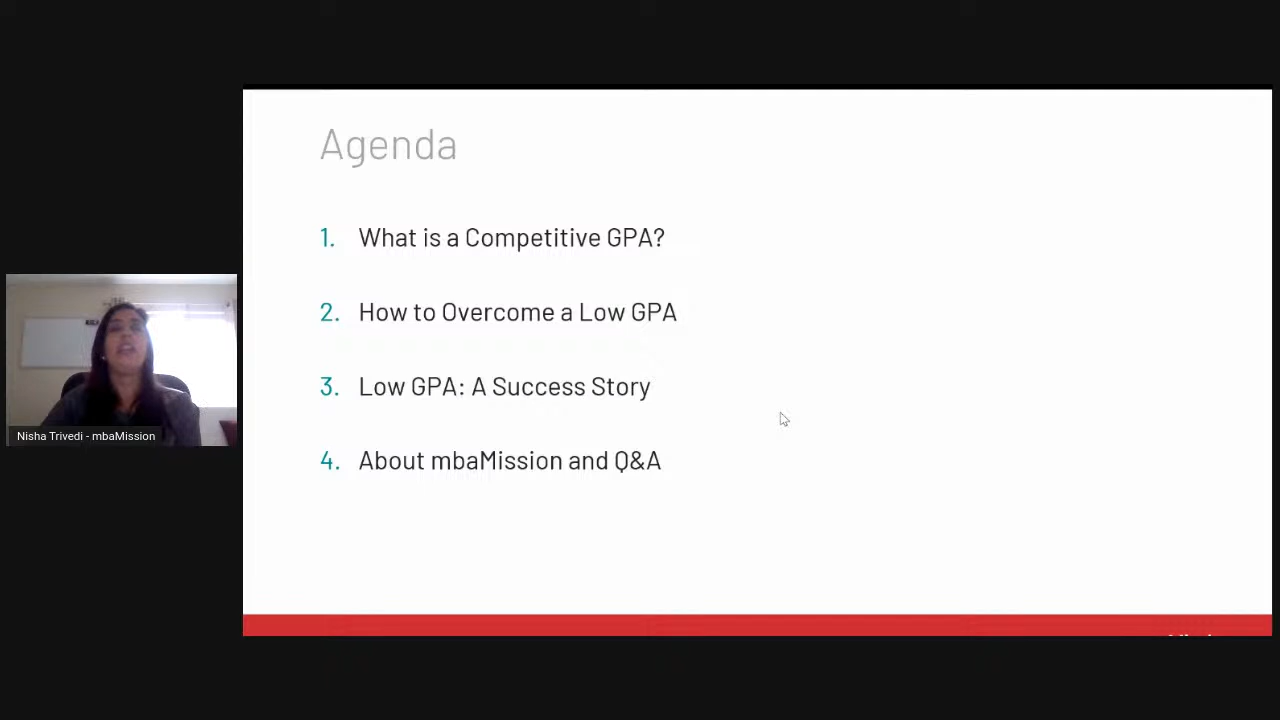 Agenda
1. What is a Competitive GPA?
2. How to Overcome a Low GPA
3. Low GPA: A Success Story
4. About mbaMission and Q&A
Nisha Trivedi - mbaMission